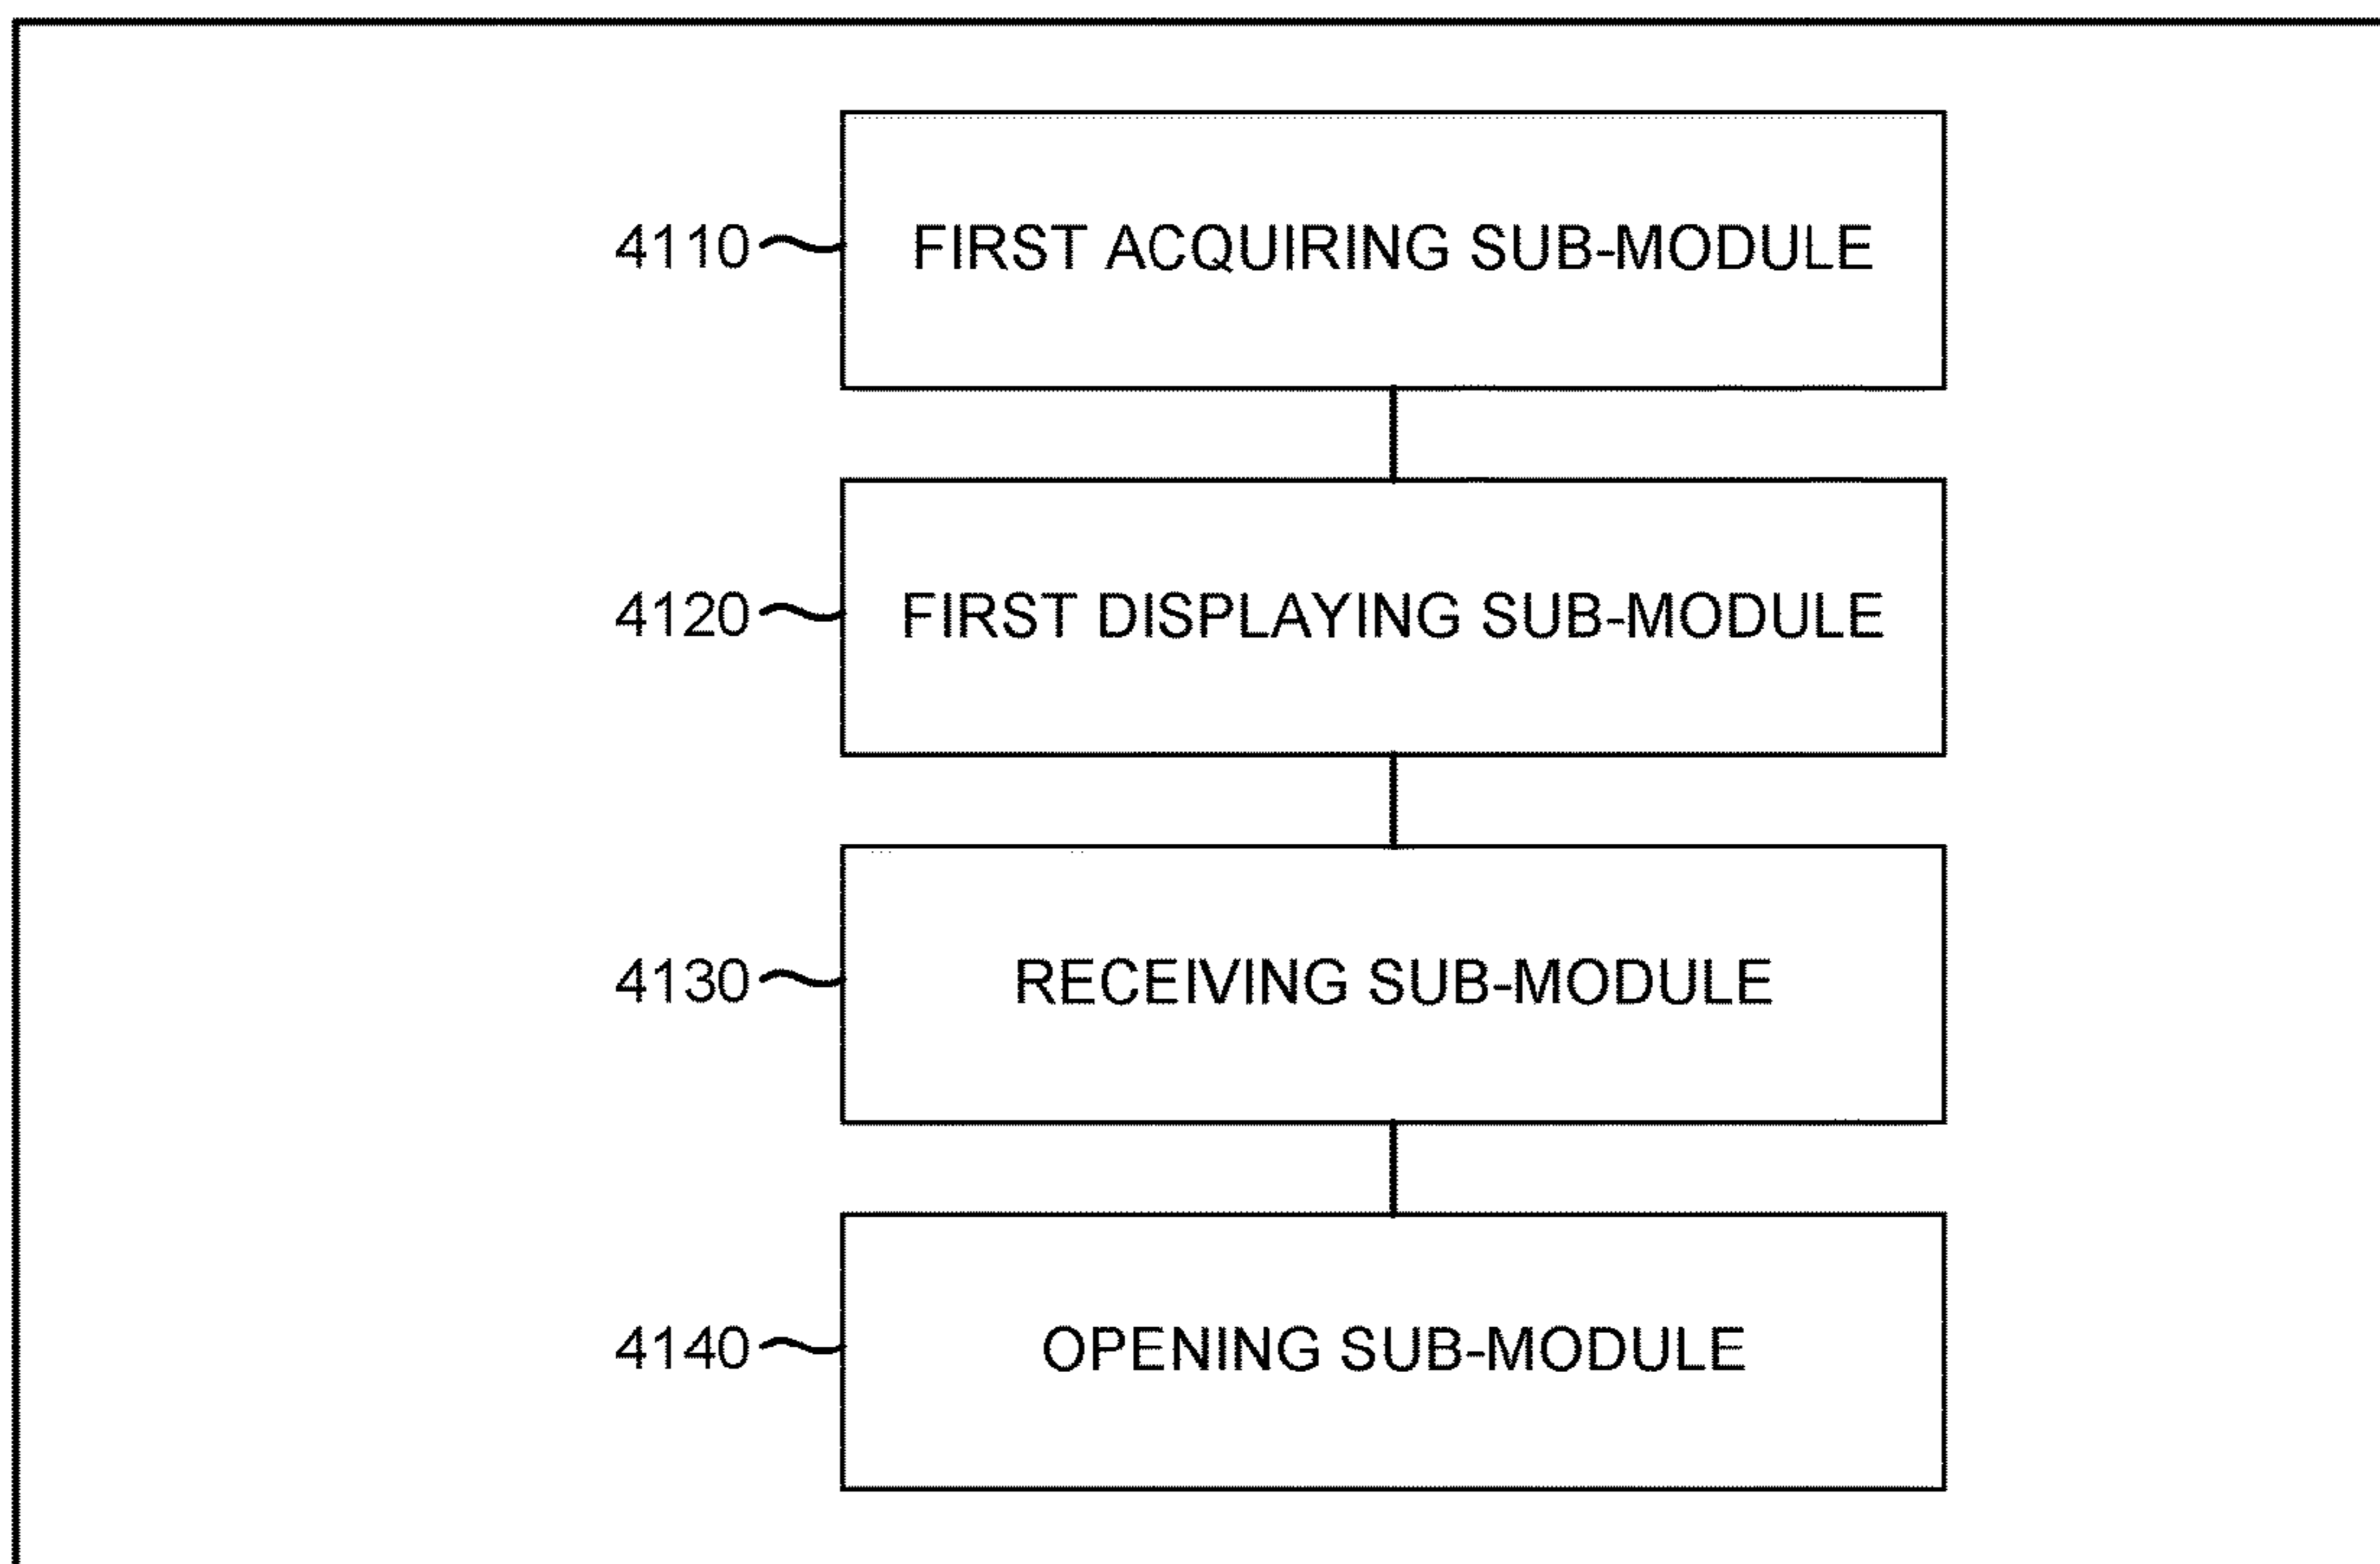 4110 FIRST ACQUIRING SUB-MODULE
4120 FIRST DISPLAYING SUB-MODULE
4130 RECEIVING SUB-MODULE
4140 OPENING SUB-MODULE